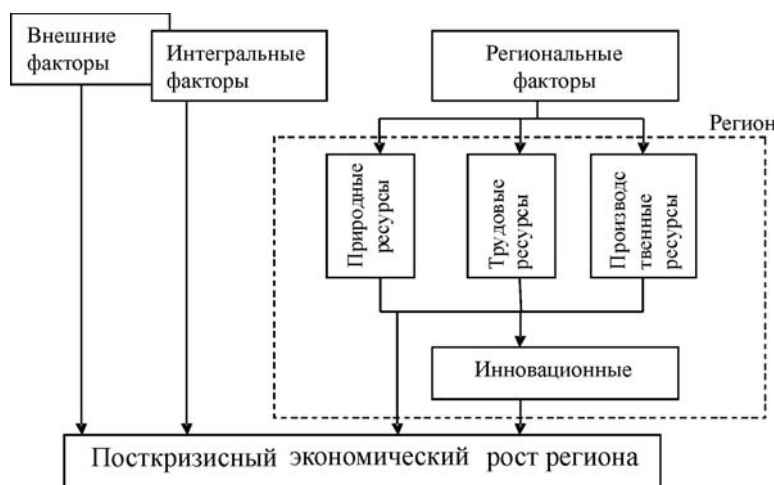 Внешние
факторы
Интегральные
факторы
Региональные
факторы
Регион
Природные
ресурсы
Трудовые
ресурсы
Производс
твенные
ресурсы
Инновационные
Посткризисный экономический рост региона